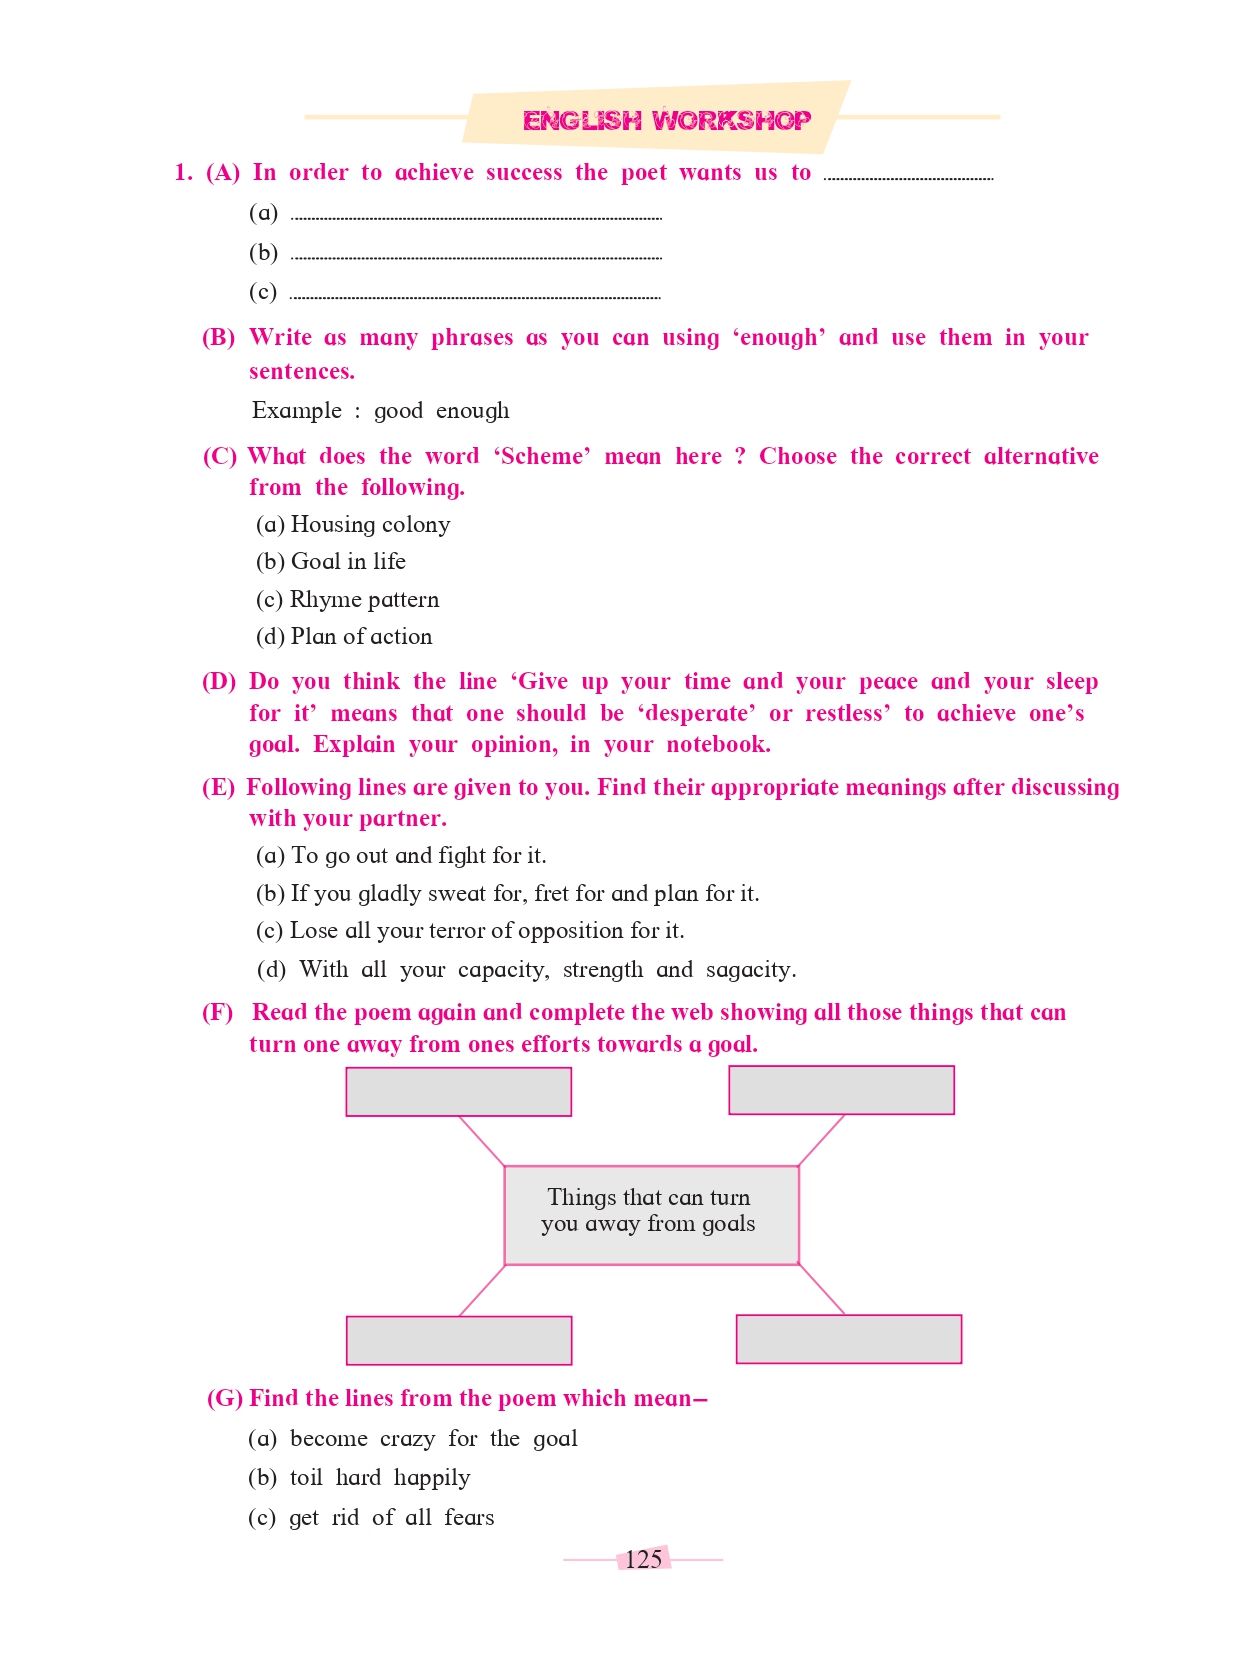 ENGLISH WORKSHOP
1. (A) In order to achieve success the poet wants us to ..........................................
(a) ............................................................................................
(b) ............................................................................................
(c) ............................................................................................
(B) Write as many phrases as you can using ‘enough’ and use them in your
sentences.
Example : good enough
(C) What does the word ‘Scheme’ mean here ? Choose the correct alternative
from the following.
(a) Housing colony
(b) Goal in life
(c) Rhyme pattern
(d) Plan of action
(D) Do you think the line ‘Give up your time and your peace and your sleep
for it’ means that one should be ‘desperate’ or restless’ to achieve one’s
goal. Explain your opinion, in your notebook.
(E) Following lines are given to you. Find their appropriate meanings after discussing
with your partner.
(a) To go out and fight for it.
(b) If you gladly sweat for, fret for and plan for it.
(c) Lose all your terror of opposition for it.
(d) With all your capacity, strength and sagacity.
(F) Read the poem again and complete the web showing all those things that can
turn one away from ones efforts towards a goal.
Things that can turn
you away from goals
(G) Find the lines from the poem which mean–
(a) become crazy for the goal
(b) toil hard happily
(c) get rid of all fears
125